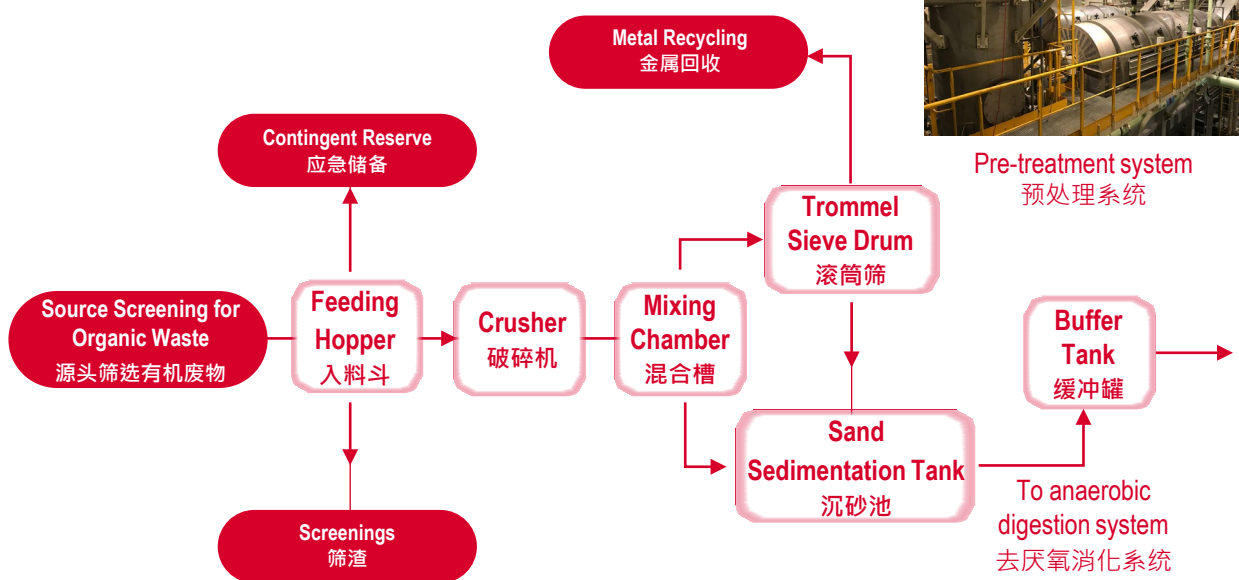 Metal Recycling
金属回收
Contingent Reserve
应急储备
Pre-treatment system
预处理系统
Trommel
Sieve Drum
滚筒筛
Source Screening for
Organic Waste
源头筛选有机废物
Feeding
Hopper
入料斗
Crusher
破碎机
Mixing
Chamber
混合槽
Buffer
Tank
缓冲罐
Sand
Sedimentation Tank
沉砂池
To anaerobic
digestion system
去厌氧消化系统
Screenings
筛渣